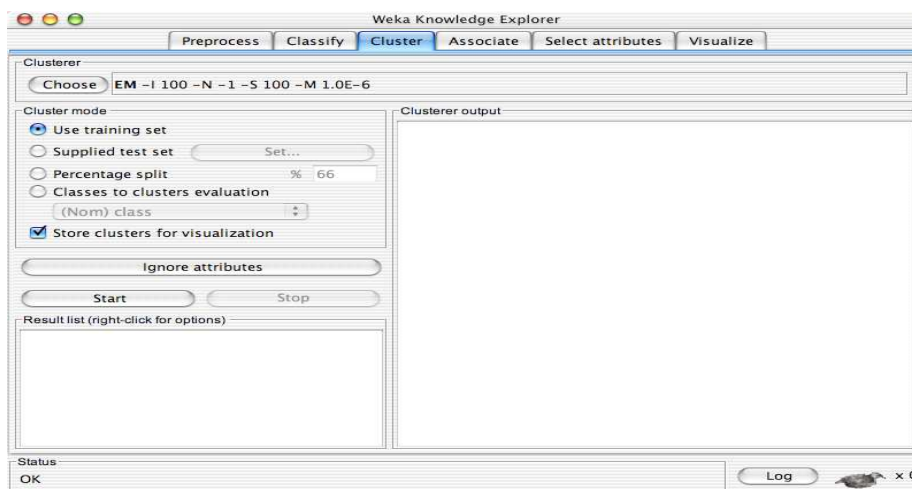 Weka Knowledge Explorer
Preprocess Classify Cluster Associate Select attributes Visualize
Clusterer
Choose EM -I 100 -N -1 -S 100 -M 1.0E-6
Cluster mode
Use training set
Supplied test set Set...
Percentage split % 66
Classes to clusters evaluation
(Nom) class
Store clusters for visualization
Ignore attributes
Start Stop
Result list (right-click for options)
Clusterer output
Status
OK
Log x 0